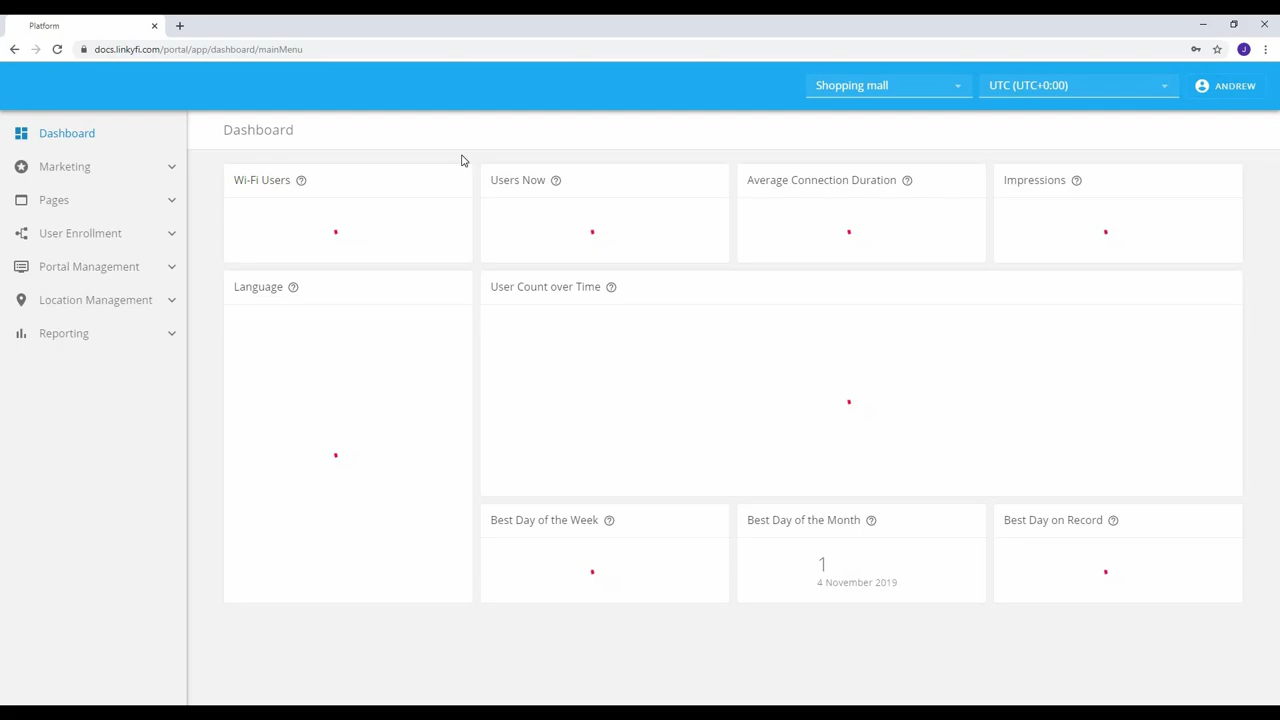 Platform
docs.linkyfi.com/portal/app/dashboard/mainMenu
J
Shopping mall
UTC (UTC+0:00)
ANDREW
Dashboard
Marketing
Pages
User Enrollment
Portal Management
Location Management
Reporting
Dashboard
Wi-Fi Users
Users Now
Average Connection Duration
Impressions
Language
User Count over Time
Best Day of the Week
Best Day of the Month
Best Day on Record
1
4 November 2019